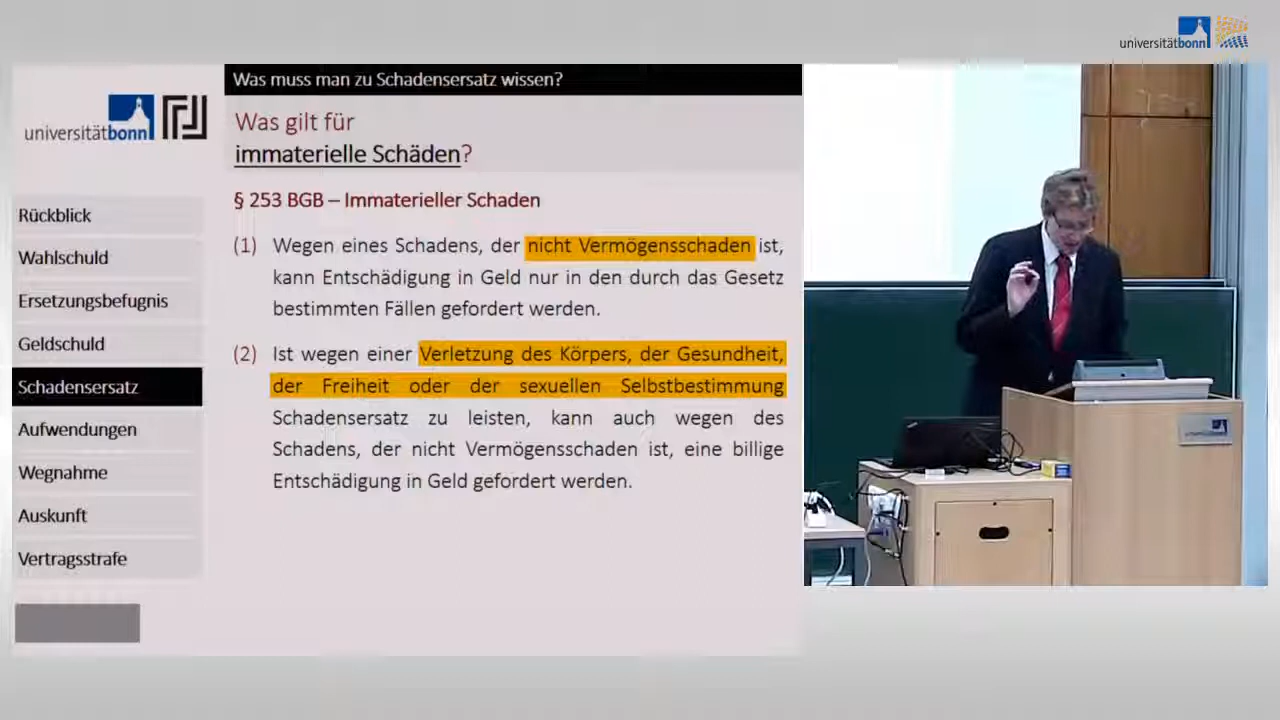 universitätbonn
Was muss man zu Schadensersatz wissen?
universitätbonn
Was gilt für
immaterielle Schäden?
§ 253 BGB – Immaterieller Schaden
(1) Wegen eines Schadens, der nicht Vermögensschaden ist,
kann Entschädigung in Geld nur in den durch das Gesetz
bestimmten Fällen gefordert werden.
(2) Ist wegen einer Verletzung des Körpers, der Gesundheit,
der Freiheit oder der sexuellen Selbstbestimmung
Schadensersatz zu leisten, kann auch wegen des
Schadens, der nicht Vermögensschaden ist, eine billige
Entschädigung in Geld gefordert werden.
Rückblick
Wahlschuld
Ersetzungsbefugnis
Geldschuld
Schadensersatz
Aufwendungen
Wegnahme
Auskunft
Vertragsstrafe